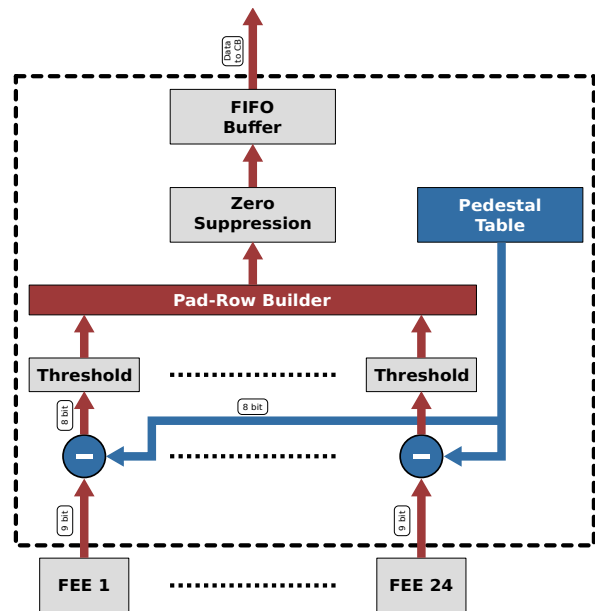 Data
to CB
FIFO
Buffer
Zero
Suppression
Pedestal
Table
Pad-Row Builder
Threshold
Threshold
8 bit
8 bit
9 bit
9 bit
FEE 1
FEE 24